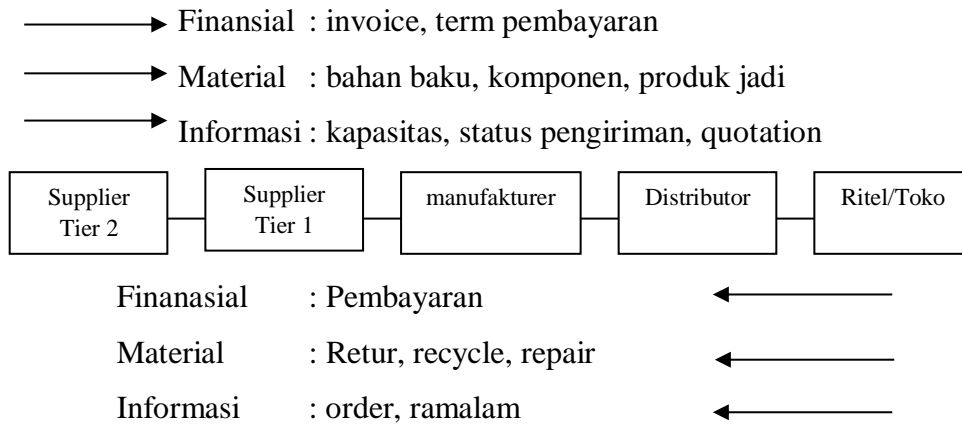 Finansial : invoice, term pembayaran
Material : bahan baku, komponen, produk jadi
Informasi : kapasitas, status pengiriman, quotation
Supplier
Tier 2
Supplier
Tier 1
manufakturer
Distributor
Ritel/Toko
Finanasial : Pembayaran
Material : Retur, recycle, repair
Informasi : order, ramalam